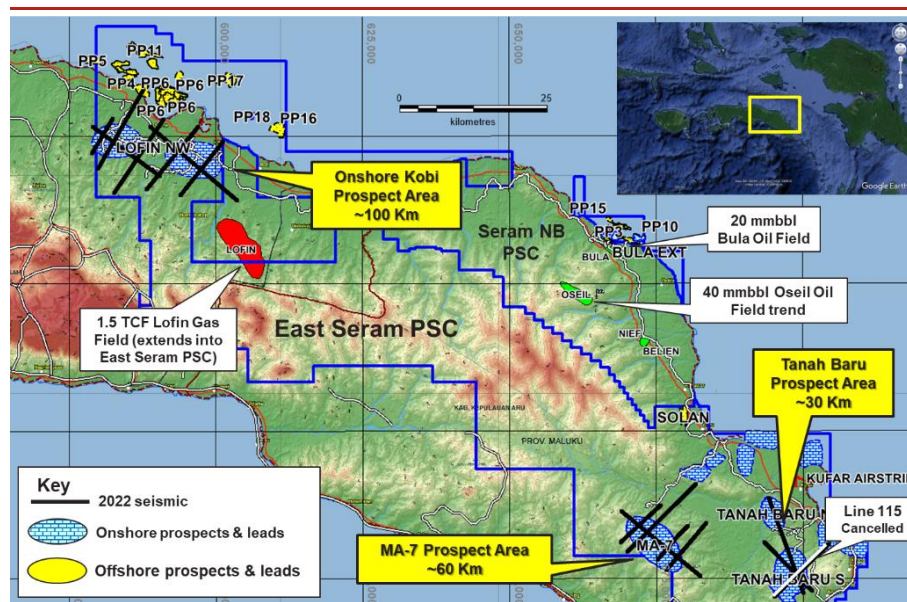 600.000
625.000
650.000
PP11
PP5
PP4
PP6
PP6
PP17
PP6
PP6
PP18
PP16
LOFIN NW
0
25
kilometres
Google Earth
Onshore Kobi
Prospect Area
~100 Km
PP15
PP10
PP3
BULA
BULA EXT
20 mmbbl
Bula Oil Field
Seram NB
PSC
LOFIN
OSEIL
40 mmbbl Oseil Oil
Field trend
1.5 TCF Lofin Gas
Field (extends into
East Seram PSC)
East Seram PSC
NIEF
BELIEN
Tanah Baru
Prospect Area
~30 Km
SOLAN
KAB. KEPULAUAN ARU
PROV. MALUKU
KUFAR AIRSTRI
Key
2022 seismic
Onshore prospects & leads
Offshore prospects & leads
TANAH BARU N
Line 115
Cancelled
MA-7
MA-7 Prospect Area
~60 Km
TANAH BARU S